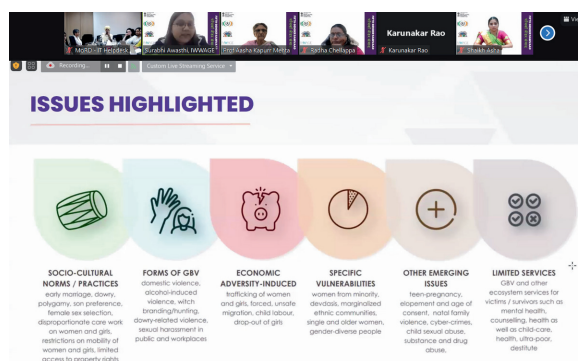 View
Karunakar Rao
MoRD - IT Helpdesk
Surabhi Awasthi, IWWAGE
Prof Aasha Kapur Mehta
Radha Chellappa
Karunakar Rao
Shaikh Asha
Recording...
Custom Live Streaming Service
ISSUES HIGHLIGHTED
SOCIO-CULTURAL
NORMS / PRACTICES
early marriage, dowry,
polygamy, son preference,
female sex selection,
disproportionate care work
on women and girls,
restrictions on mobility of
women and girls, limited
access to property rights
FORMS OF GBV
domestic violence,
alcohol-induced
violence, witch
branding/hunting,
dowry-related violence,
sexual harassment in
public and workplaces
ECONOMIC
ADVERSITY-INDUCED
trafficking of women
and girls, forced, unsafe
migration, child labour,
drop-out of girls
SPECIFIC
VULNERABILITIES
women from minority,
devdasis, marginalized
ethnic communities,
single and older women,
gender-diverse people
OTHER EMERGING
ISSUES
teen-pregnancy,
elopement and age of
consent, natal family
violence, cyber-crimes,
child sexual abuse,
substance and drug
abuse.
LIMITED SERVICES
GBV and other
ecosystem services for
victims / survivors such as
mental health,
counselling, health as
well as child-care,
health, ultra-poor,
destitute